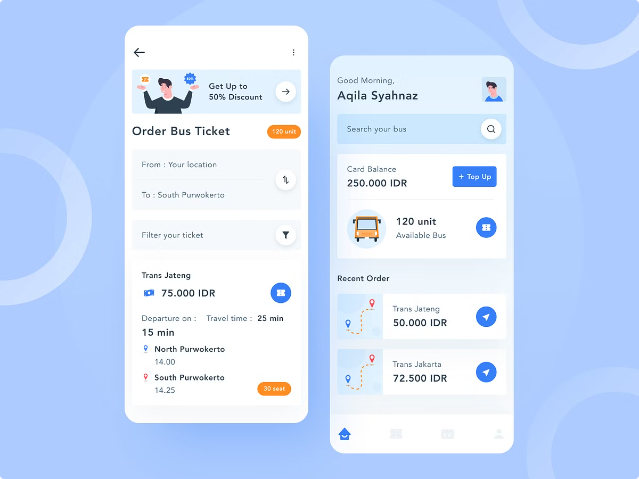 Get Up to
50% Discount
Order Bus Ticket
120 unit
From : Your location
To : South Purwokerto
Filter your ticket
Trans Jateng
75.000 IDR
Departure on :
Travel time : 25 min
15 min
North Purwokerto
14.00
South Purwokerto
14.25
30 seat
Good Morning,
Aqila Syahnaz
Search your bus
Card Balance
250.000 IDR
+ Top Up
120 unit
Available Bus
Recent Order
Trans Jateng
50.000 IDR
Trans Jakarta
72.500 IDR